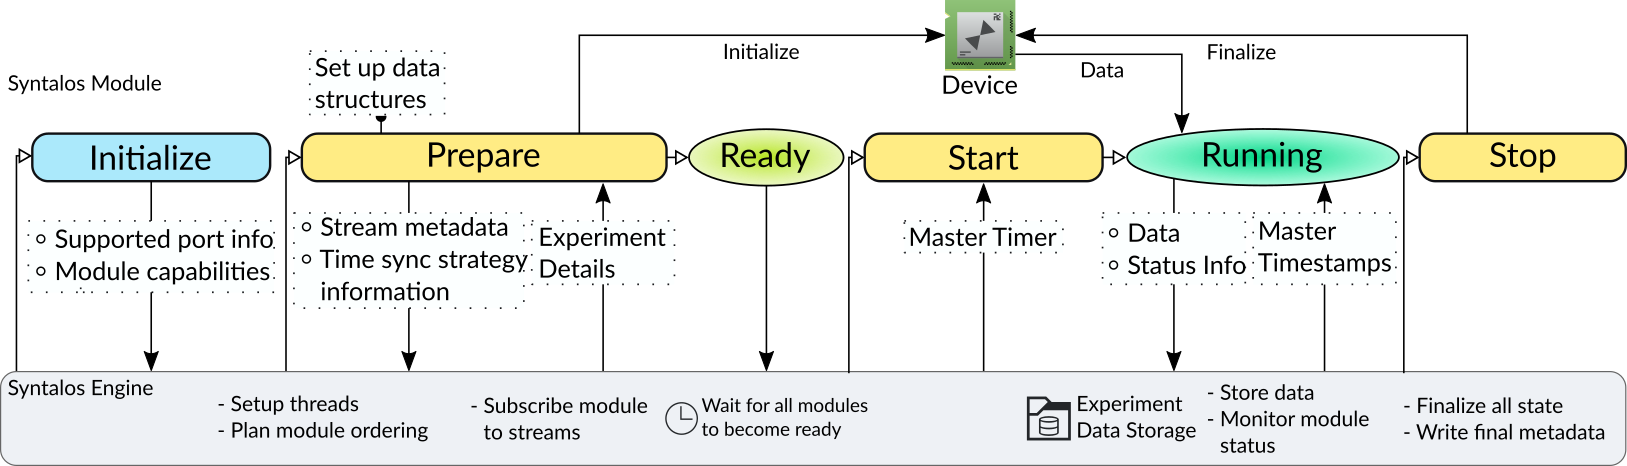 Initialize
Finalize
Data
Device
Set up data
structures
Syntalos Module
Initialize
Prepare
Ready
Start
Running
Stop
Supported port info
Module capabilities
Stream metadata
Time sync strategy
information
Experiment
Details
Master Timer
Data
Status Info
Master
Timestamps
Syntalos Engine
- Setup threads
- Plan module ordering
- Subscribe module
to streams
Wait for all modules
to become ready
Experiment
Data Storage
- Store data
- Monitor module
status
- Finalize all state
- Write final metadata